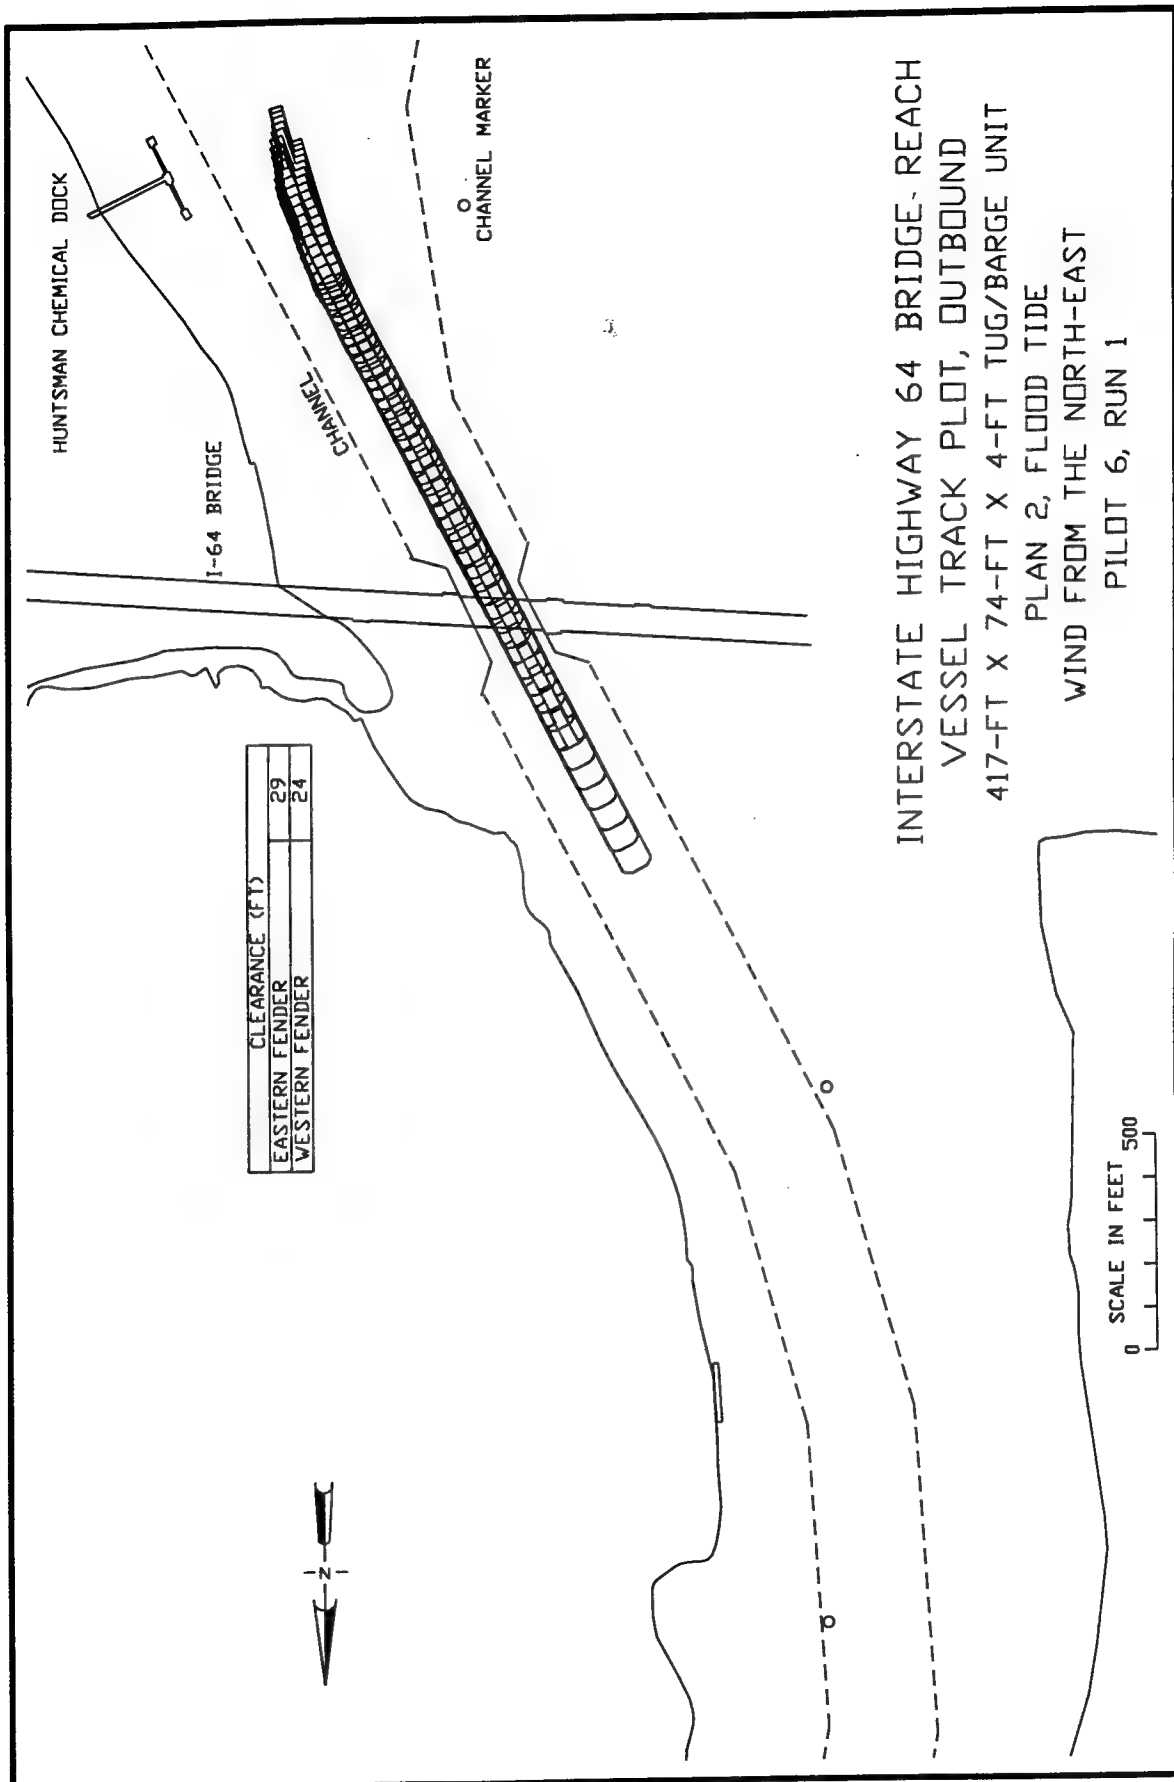 HUNTSMAN CHEMICAL DOCK
I-64 BRIDGE
CHANNEL
CHANNEL MARKER
CLEARANCE (FT)
EASTERN FENDER 29
WESTERN FENDER 24
N
SCALE IN FEET
0 500
INTERSTATE HIGHWAY 64 BRIDGE REACH
VESSEL TRACK PLOT, OUTBOUND
417-FT X 74-FT X 4-FT TUG/BARGE UNIT
PLAN 2, FLOOD TIDE
WIND FROM THE NORTH-EAST
PILOT 6, RUN 1